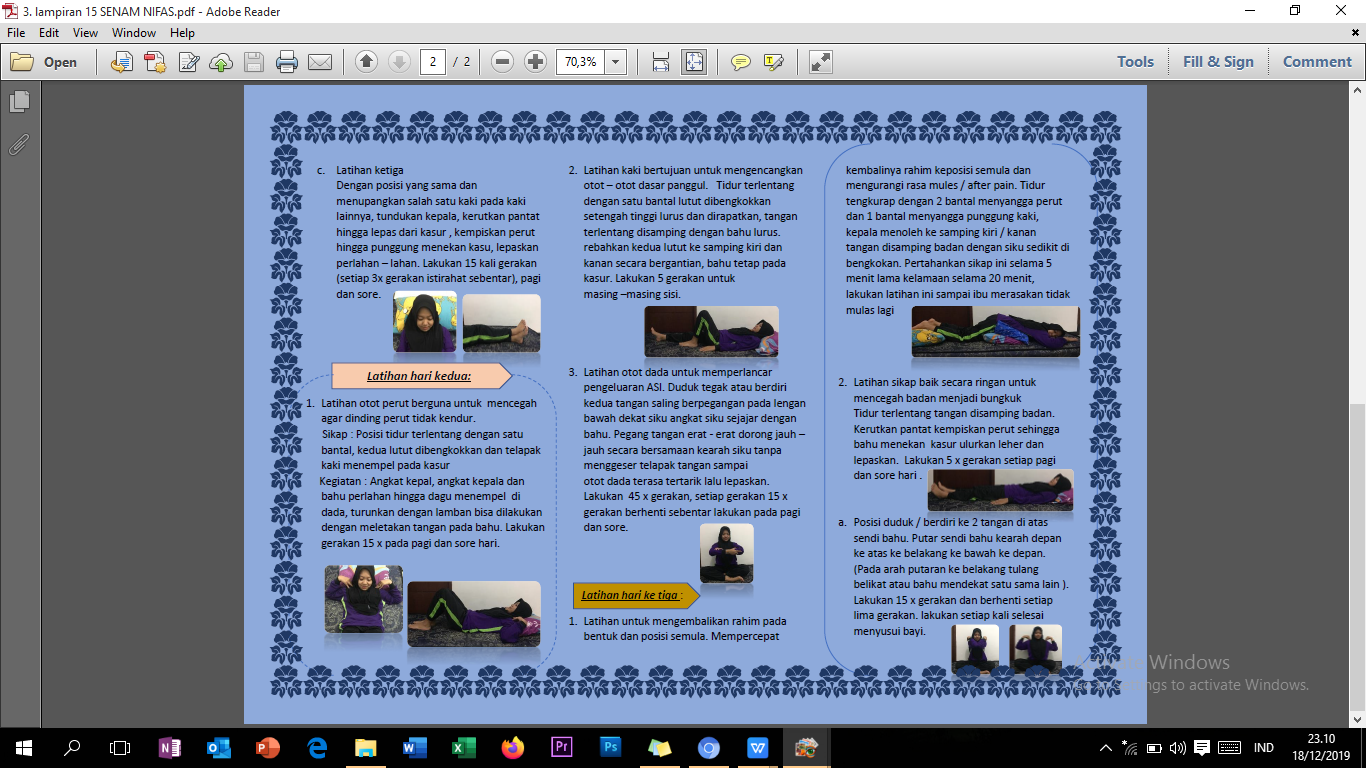 3. lampiran 15 SENAM NIFAS.pdf - Adobe Reader
File Edit View Window Help
Open
2 / 2
70,3%
Tools Fill & Sign Comment
c. Latihan ketiga
Dengan posisi yang sama dan
menupangkan salah satu kaki pada kaki
lainnya, tundukan kepala, kerutkan pantat
hingga lepas dari kasur , kempiskan perut
hingga punggung menekan kasu, lepaskan
perlahan – lahan. Lakukan 15 kali gerakan
(setiap 3x gerakan istirahat sebentar), pagi
dan sore.
Latihan hari kedua:
1. Latihan otot perut berguna untuk mencegah
agar dinding perut tidak kendur.
Sikap : Posisi tidur terlentang dengan satu
bantal, kedua lutut dibengkokkan dan telapak
kaki menempel pada kasur
Kegiatan : Angkat kepal, angkat kepala dan
bahu perlahan hingga dagu menempel di
dada, turunkan dengan lamban bisa dilakukan
dengan meletakan tangan pada bahu. Lakukan
gerakan 15 x pada pagi dan sore hari.
2. Latihan kaki bertujuan untuk mengencangkan
otot – otot dasar panggul. Tidur terlentang
dengan satu bantal lutut dibengkokkan
setengah tinggi lurus dan dirapatkan, tangan
terlentang disamping dengan bahu lurus.
rebahkan kedua lutut ke samping kiri dan
kanan secara bergantian, bahu tetap pada
kasur. Lakukan 5 gerakan untuk
masing –masing sisi.
3. Latihan otot dada untuk memperlancar
pengeluaran ASI. Duduk tegak atau berdiri
kedua tangan saling berpegangan pada lengan
bawah dekat siku angkat siku sejajar dengan
bahu. Pegang tangan erat - erat dorong jauh –
jauh secara bersamaan kearah siku tanpa
menggeser telapak tangan sampai
otot dada terasa tertarik lalu lepaskan.
Lakukan 45 x gerakan, setiap gerakan 15 x
gerakan berhenti sebentar lakukan pada pagi
dan sore.
Latihan hari ke tiga :
1. Latihan untuk mengembalikan rahim pada
bentuk dan posisi semula. Mempercepat
kembalinya rahim keposisi semula dan
mengurangi rasa mules / after pain. Tidur
tengkurap dengan 2 bantal menyangga perut
dan 1 bantal menyangga punggung kaki,
kepala menoleh ke samping kiri / kanan
tangan disamping badan dengan siku sedikit di
bengkokan. Pertahankan sikap ini selama 5
menit lama kelamaan selama 20 menit,
lakukan latihan ini sampai ibu merasakan tidak
mulas lagi
2. Latihan sikap baik secara ringan untuk
mencegah badan menjadi bungkuk
Tidur terlentang tangan disamping badan.
Kerutkan pantat kempiskan perut sehingga
bahu menekan kasur ulurkan leher dan
lepaskan. Lakukan 5 x gerakan setiap pagi
dan sore hari .
a. Posisi duduk / berdiri ke 2 tangan di atas
sendi bahu. Putar sendi bahu kearah depan
ke atas ke belakang ke bawah ke depan.
(Pada arah putaran ke belakang tulang
belikat atau bahu mendekat satu sama lain ).
Lakukan 15 x gerakan dan berhenti setiap
lima gerakan. lakukan setiap kali selesai
menyusui bayi.
Windows
to activate Windows.
IND
23.10
18/12/2019